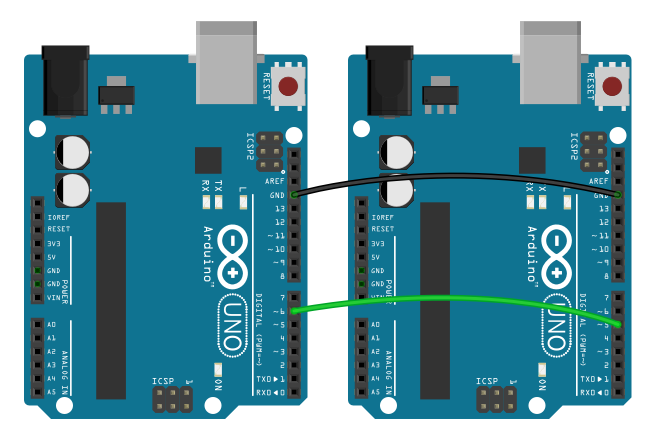 RESET
ICSP2
AREF
GND
13
12
~11
~10
~9
8
7
~6
~5
4
~3
2
TXD▶1
RXD◀0
DIGITAL (PWM=~)
RX
TX
L
Arduino™
UNO
ON
ICSP
IOREF
RESET
3V3
5V
GND
GND
VIN
POWER
A0
A1
A2
A3
A4
A5
ANALOG IN
RESET
ICSP2
AREF
GND
13
12
~11
~10
~9
8
7
~6
~5
4
~3
2
TXD▶1
RXD◀0
DIGITAL (PWM=~)
RX
L
Arduino™
UNO
ON
ICSP
IOREF
RESET
3V3
5V
GND
GND
VIN
POWER
A0
A1
A2
A3
A4
A5
ANALOG IN